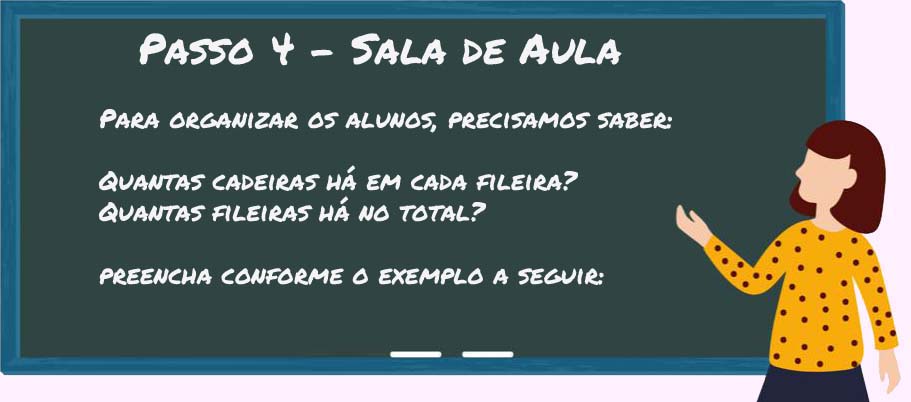 Passo 4 - Sala de Aula
Para organizar os alunos, precisamos saber:
Quantas cadeiras há em cada fileira?
Quantas fileiras há no total?
preencha conforme o exemplo a seguir: